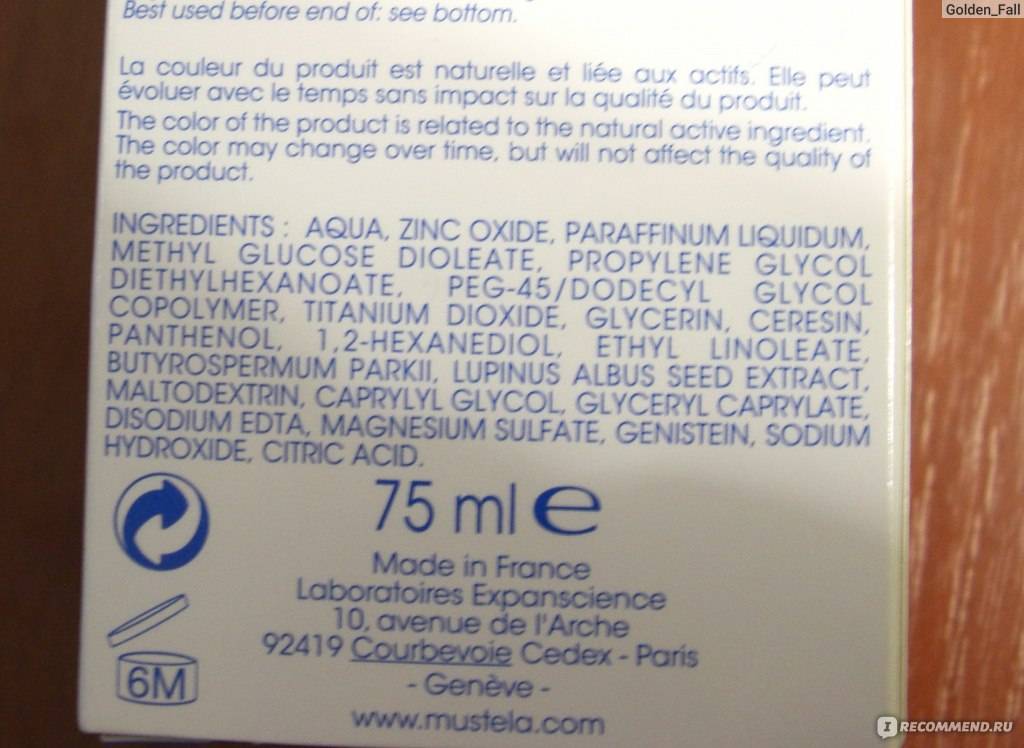 Golden_Fall
Best used before end of: see bottom.
La couleur du produit est naturelle et liée aux actifs. Elle peut
évoluer avec le temps sans impact sur la qualité du produit.
The color of the product is related to the natural active ingredient.
The color may change over time, but will not affect the quality of
the product.
INGREDIENTS : AQUA, ZINC OXIDE, PARAFFINUM LIQUIDUM,
METHYL GLUCOSE DIOLEATE, PROPYLENE GLYCOL
DIETHYLHEXANOATE, PEG-45/DODECYL GLYCOL
COPOLYMER, TITANIUM DIOXIDE, GLYCERIN, CERESIN,
PANTHENOL, 1,2-HEXANEDIOL, ETHYL LINOLEATE,
BUTYROSPERMUM PARKII, LUPINUS ALBUS SEED EXTRACT,
MALTODEXTRIN, CAPRYLYL GLYCOL, GLYCERYL CAPRYLATE,
DISODIUM EDTA, MAGNESIUM SULFATE, GENISTEIN, SODIUM
HYDROXIDE, CITRIC ACID.
75 ml e
Made in France
Laboratoires Expanscience
10, avenue de l'Arche
92419 Courbevoie Cedex - Paris
- Genève -
www.mustela.com
6M
IRECOMMEND.RU